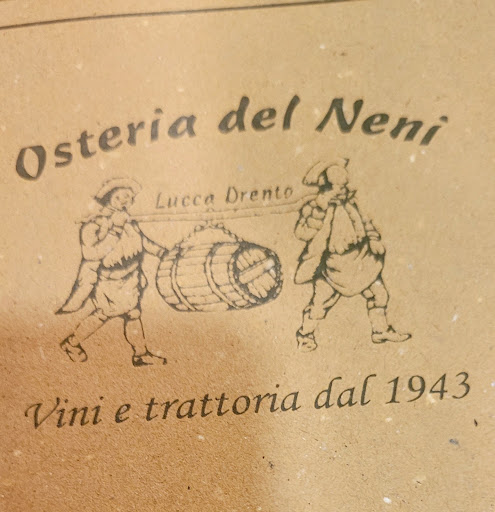 Osteria del Neni
Lucca Drento
Vini e trattoria dal 1943